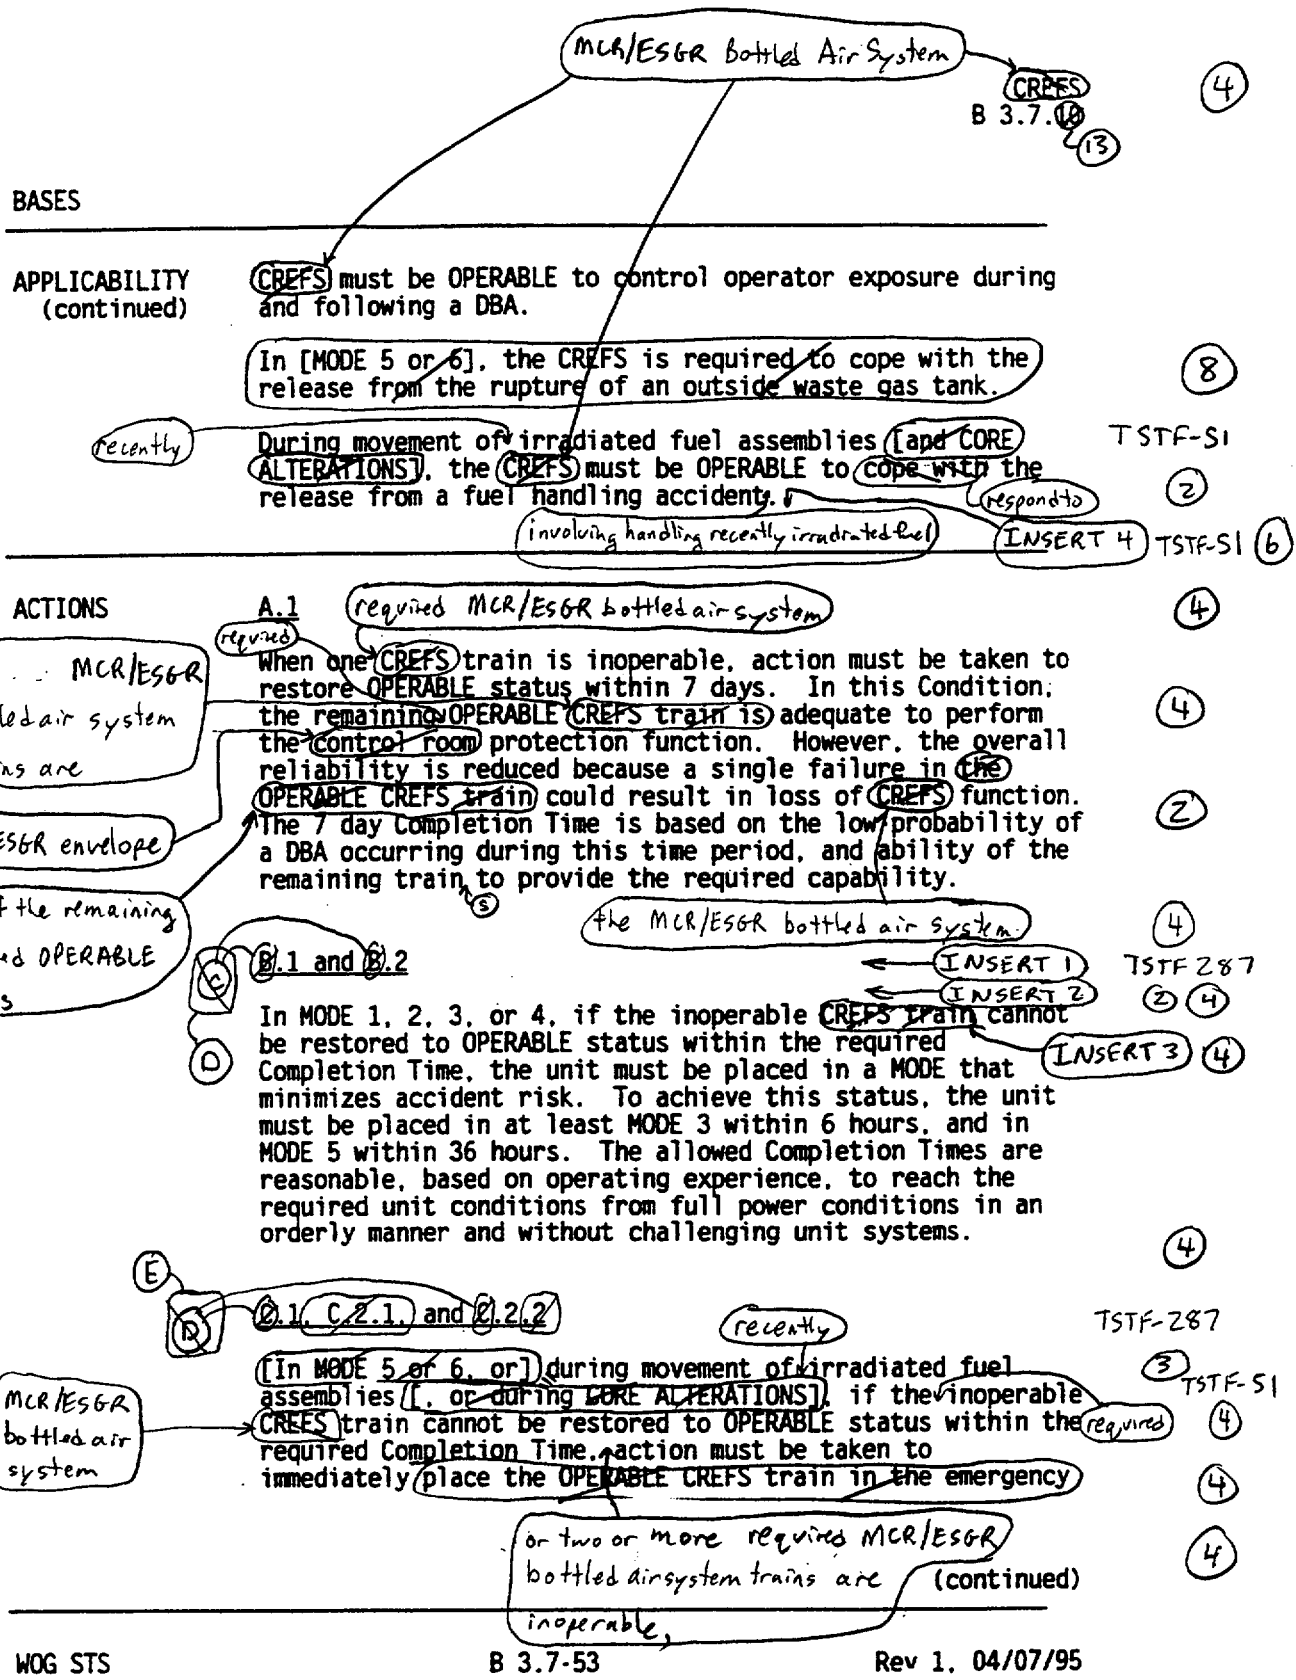 MCR/ESGR Bottled Air System
CREFS 4
B 3.7.10
13
BASES
APPLICABILITY CREFS must be OPERABLE to control operator exposure during
(continued) and following a DBA.
In [MODE 5 or 6], the CREFS is required to cope with the 8
release from the rupture of an outside waste gas tank.
recently During movement of irradiated fuel assemblies [and CORE TSTF-51
ALTERATIONS], the CREFS must be OPERABLE to cope with the
release from a fuel handling accident. respond to 2
involving handling recently irradiated fuel INSERT 4 TSTF-51 6
ACTIONS A.1 required MCR/ESGR bottled air system 4
required
When one CREFS train is inoperable, action must be taken to
MCR/ESGR restore OPERABLE status within 7 days. In this Condition,
air system the remaining OPERABLE CREFS train is adequate to perform 4
are the control room protection function. However, the overall
reliability is reduced because a single failure in the
OPERABLE CREFS train could result in loss of CREFS function. 2
ESGR envelope The 7 day Completion Time is based on the low probability of
a DBA occurring during this time period, and ability of the
the remaining remaining train to provide the required capability.
s
OPERABLE the MCR/ESGR bottled air system. 4
C B.1 and B.2 INSERT 1 TSTF 287
INSERT 2 2 4
In MODE 1, 2, 3, or 4, if the inoperable CREFS train cannot
D be restored to OPERABLE status within the required INSERT 3 4
Completion Time, the unit must be placed in a MODE that
minimizes accident risk. To achieve this status, the unit
must be placed in at least MODE 3 within 6 hours, and in
MODE 5 within 36 hours. The allowed Completion Times are
reasonable, based on operating experience, to reach the
required unit conditions from full power conditions in an
orderly manner and without challenging unit systems.
4
E
D C.1, C.2.1, and C.2.2 recently TSTF-287
[In MODE 5 or 6, or] during movement of irradiated fuel 3
assemblies [, or during CORE ALTERATIONS], if the inoperable TSTF-51
MCR/ESGR bottled air system CREFS train cannot be restored to OPERABLE status within the required 4
required Completion Time, action must be taken to
immediately place the OPERABLE CREFS train in the emergency 4
or two or more required MCR/ESGR 4
bottled air system trains are (continued)
inoperable,
WOG STS B 3.7-53 Rev 1, 04/07/95